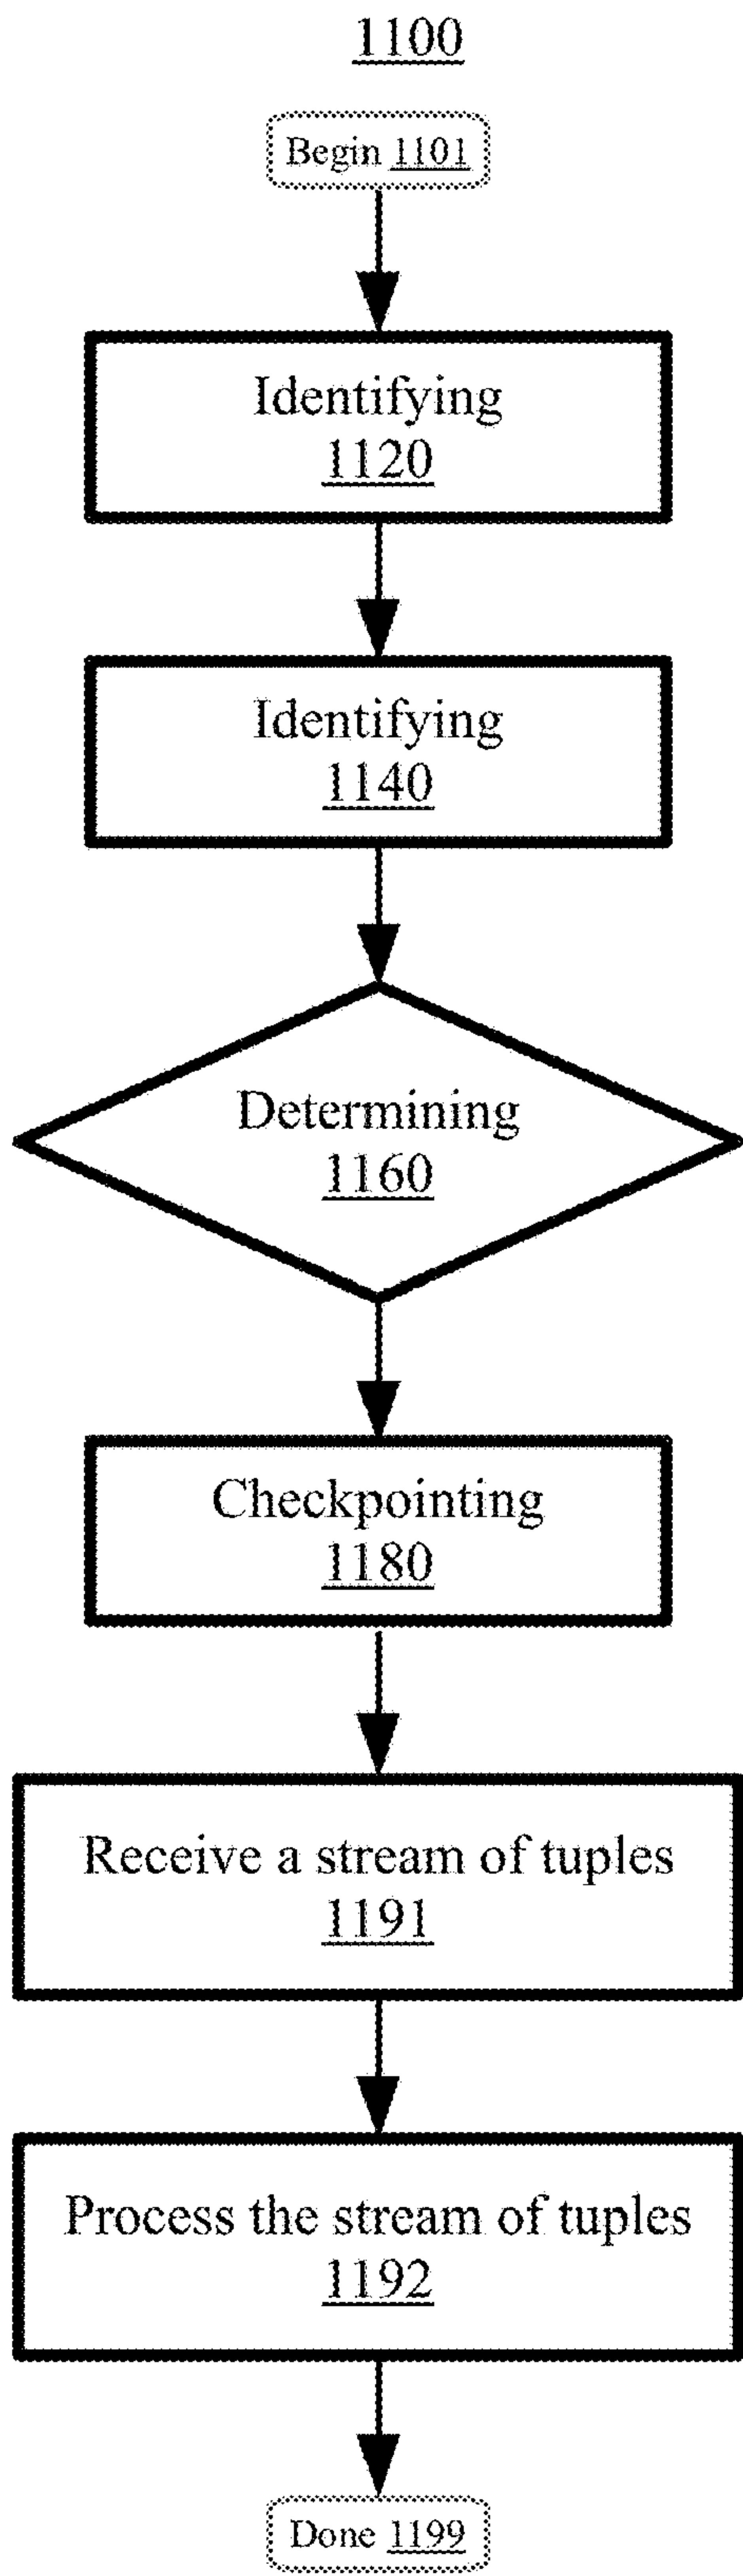 1100
Begin 1101
Identifying
1120
Identifying
1140
Determining
1160
Checkpointing
1180
Receive a stream of tuples
1191
Process the stream of tuples
1192
Done 1199